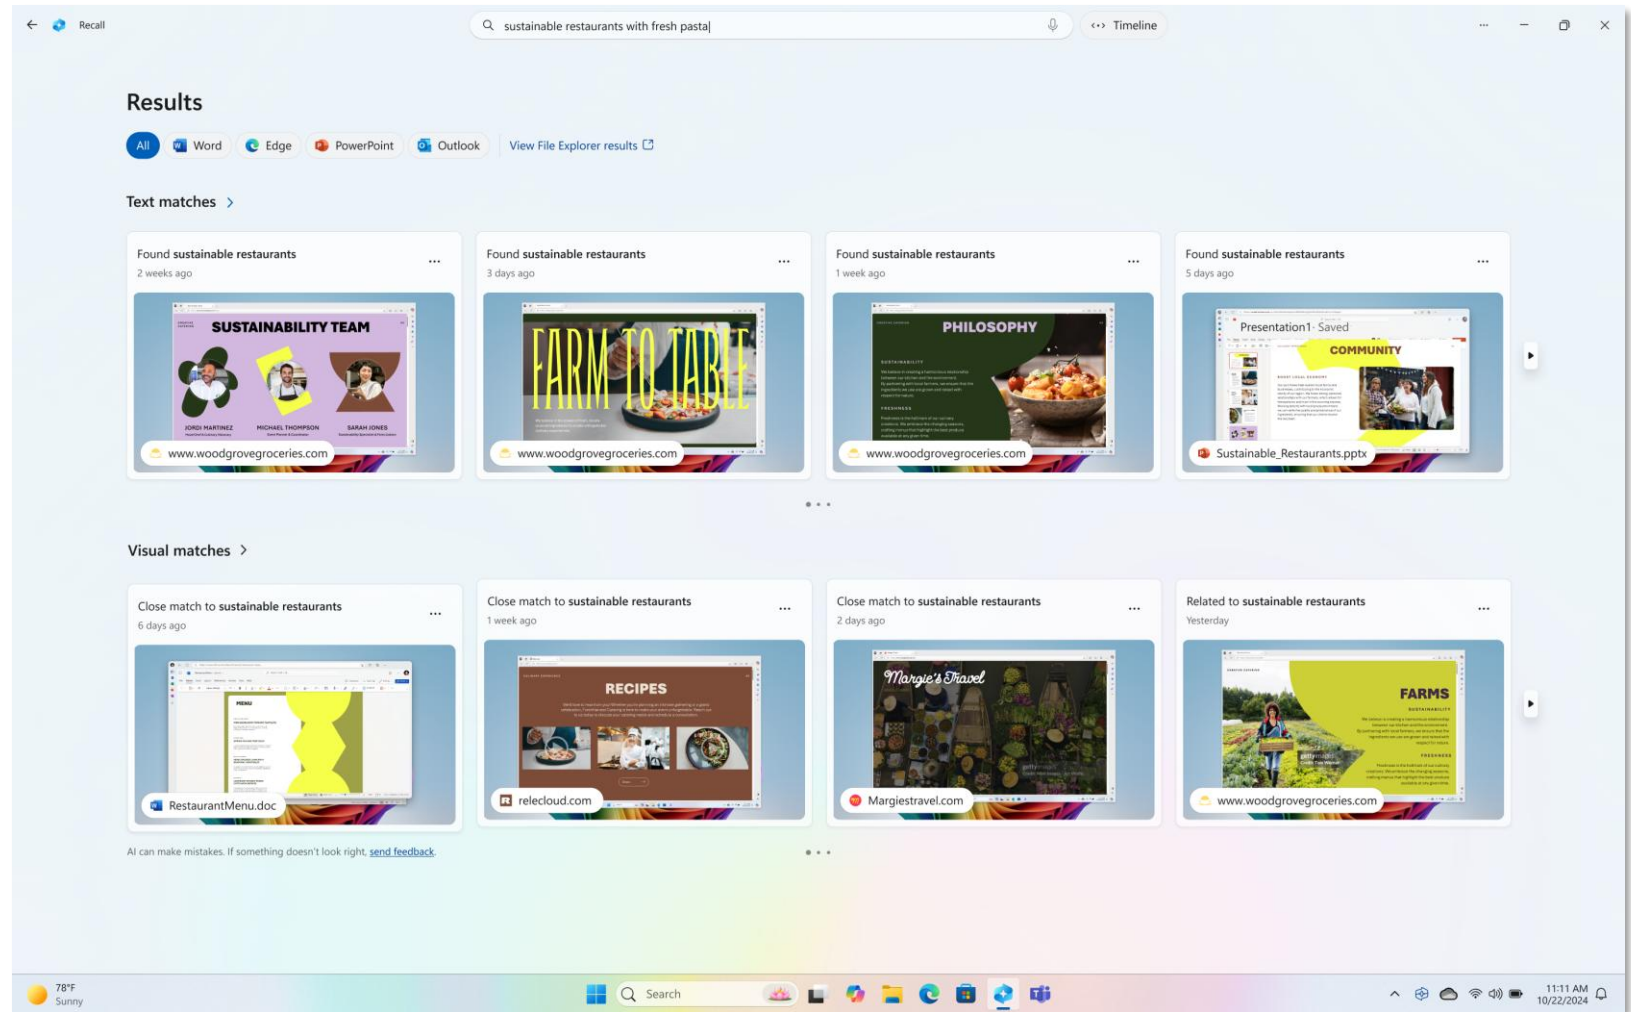 Recall
sustainable restaurants with fresh pasta
Timeline
Results
All
Word
Edge
PowerPoint
Outlook
View File Explorer results
Text matches
Found sustainable restaurants
2 weeks ago
SUSTAINABILITY TEAM
JORDI MARTINEZ
MICHAEL THOMPSON
SARAH JONES
www.woodgrovegroceries.com
Found sustainable restaurants
3 days ago
FARM TO TABLE
www.woodgrovegroceries.com
Found sustainable restaurants
1 week ago
PHILOSOPHY
SUSTAINABILITY
FRESHNESS
www.woodgrovegroceries.com
Found sustainable restaurants
5 days ago
Presentation1- Saved
COMMUNITY
Sustainable_Restaurants.pptx
Visual matches
Close match to sustainable restaurants
6 days ago
MENU
RestaurantMenu.doc
Close match to sustainable restaurants
1 week ago
RECIPES
relecloud.com
Close match to sustainable restaurants
2 days ago
Margie's Travel
Margiestravel.com
Related to sustainable restaurants
Yesterday
FARMS
SUSTAINABILITY
FRESHNESS
www.woodgrovegroceries.com
AI can make mistakes. If something doesn't look right, send feedback.
78°F
Sunny
Search
11:11 AM
10/22/2024